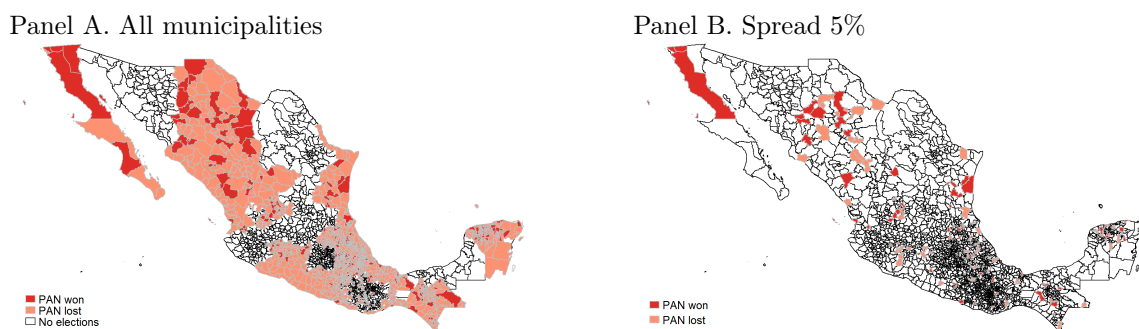 Panel A. All municipalities
PAN won
PAN lost
No elections
Panel B. Spread 5%
PAN won
PAN lost